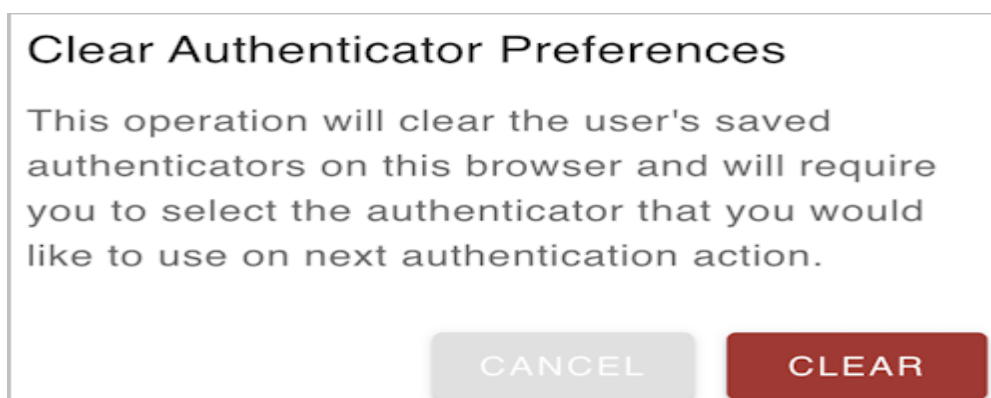 Clear Authenticator Preferences
This operation will clear the user's saved
authenticators on this browser and will require
you to select the authenticator that you would
like to use on next authentication action.
CANCEL CLEAR